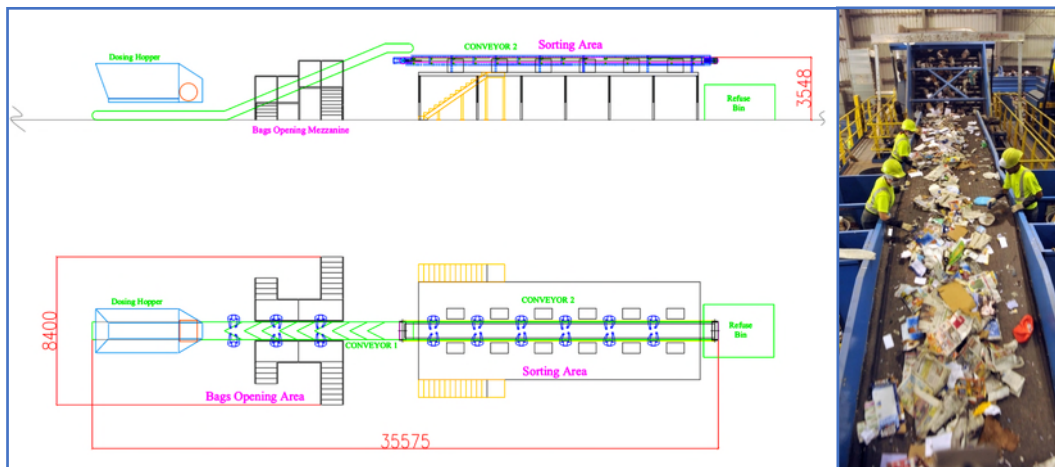 Dosing Hopper
CONVEYOR 2
Sorting Area
Bags Opening Mezzanine
Refuse
Bin
3548
8400
Dosing Hopper
CONVEYOR 1
Bags Opening Area
CONVEYOR 2
Sorting Area
Refuse
Bin
35575